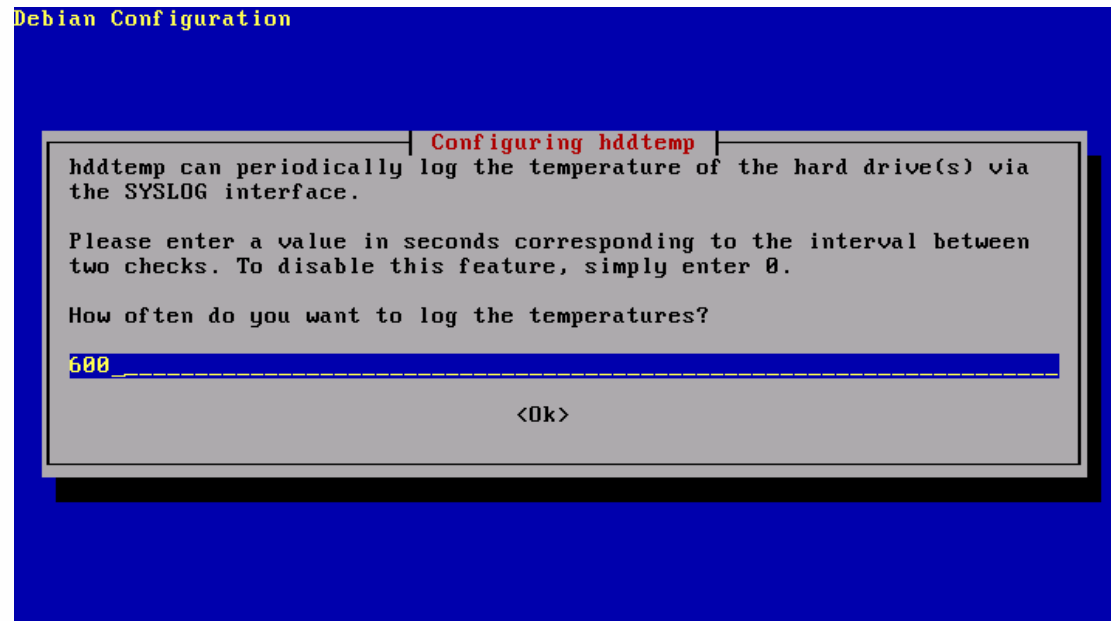 Debian Configuration
Configuring hddtemp
hddtemp can periodically log the temperature of the hard drive(s) via
the SYSLOG interface.
Please enter a value in seconds corresponding to the interval between
two checks. To disable this feature, simply enter 0.
How often do you want to log the temperatures?
600
<Ok>